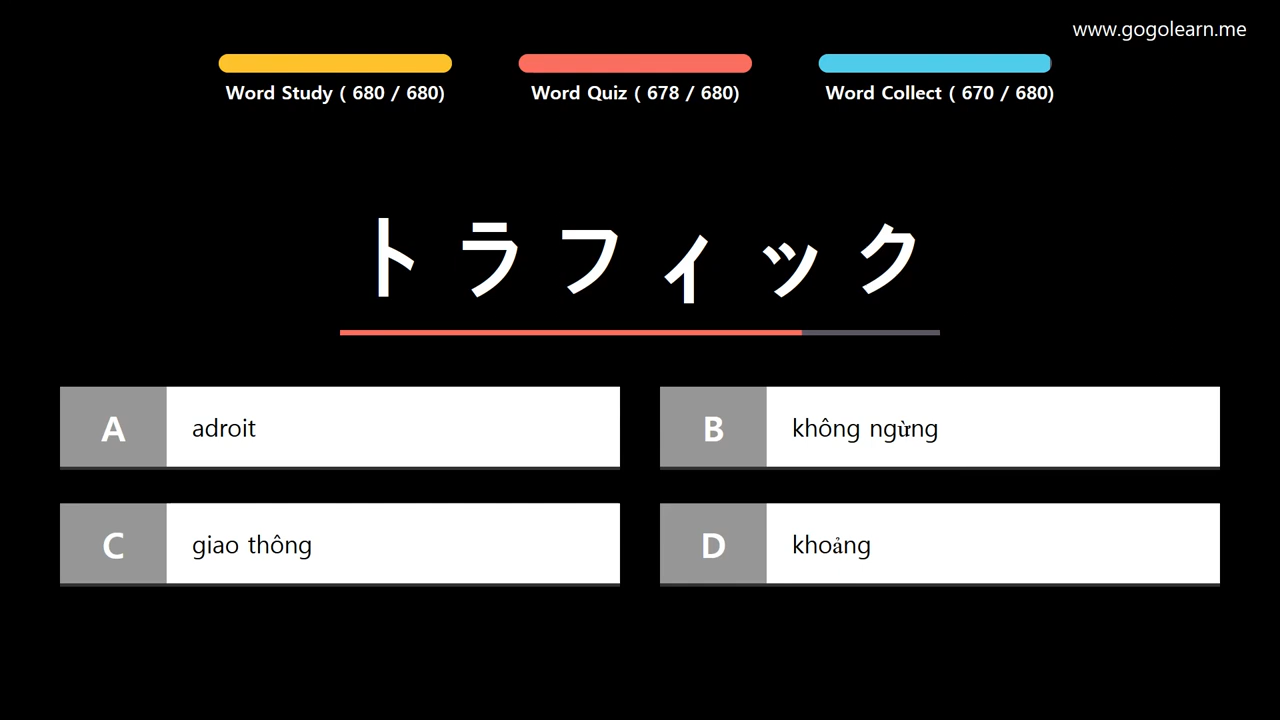 www.gogolearn.me
Word Study ( 680 / 680)
Word Quiz ( 678 / 680)
Word Collect ( 670 / 680)
トラフィック
A
adroit
B
không ngừng
C
giao thông
D
khoảng